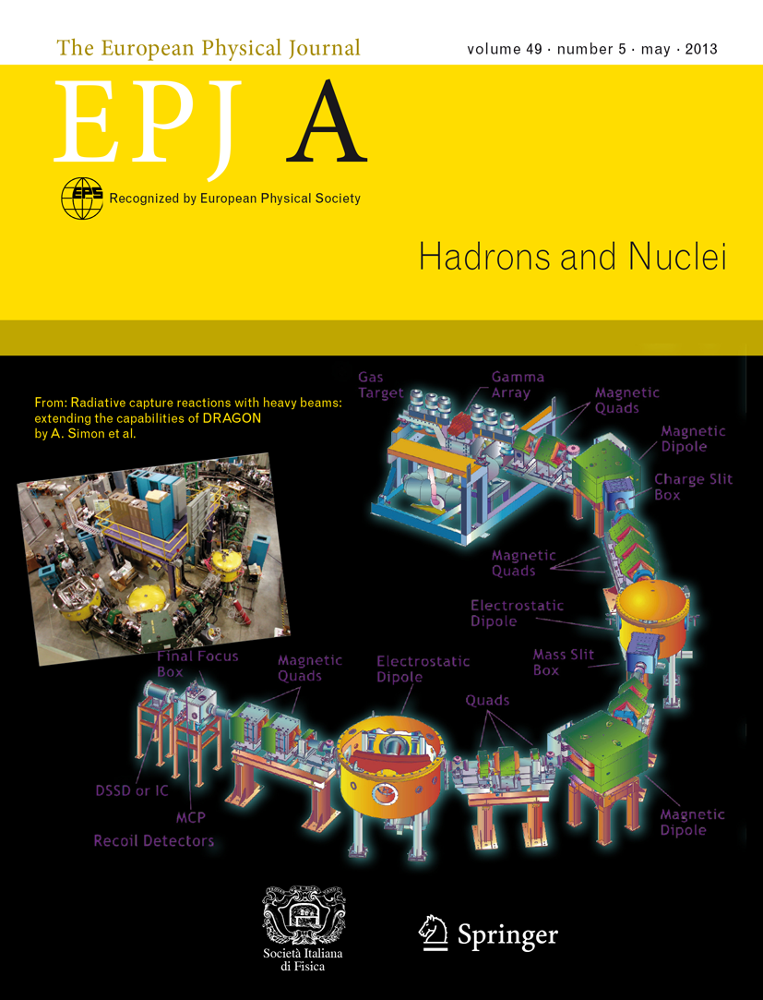 The European Physical Journal
volume 49 · number 5 · may · 2013
EPJ A
EPS
Recognized by European Physical Society
Hadrons and Nuclei
From: Radiative capture reactions with heavy beams:
extending the capabilities of DRAGON
by A. Simon et al.
Gas
Target
Gamma
Array
Magnetic
Quads
Magnetic
Dipole
Charge Slit
Box
Magnetic
Quads
Electrostatic
Dipole
Mass Slit
Box
Final Focus
Box
Magnetic
Quads
Electrostatic
Dipole
Quads
DSSD or IC
MCP
Recoil Detectors
Magnetic
Dipole
Società Italiana
di Fisica
Springer